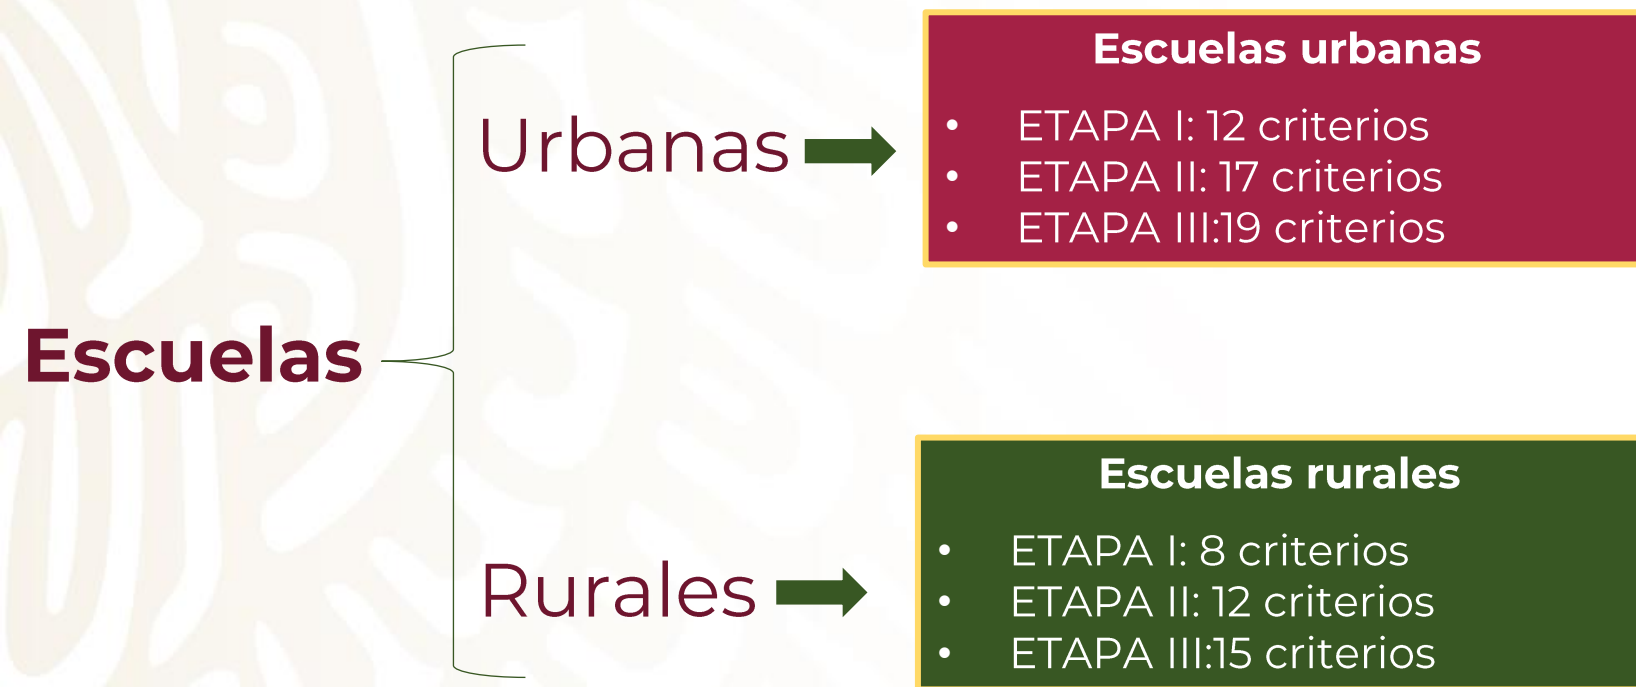 Escuelas
Urbanas
Escuelas urbanas
• ETAPA I: 12 criterios
• ETAPA II: 17 criterios
• ETAPA III:19 criterios
Rurales
Escuelas rurales
• ETAPA I: 8 criterios
• ETAPA II: 12 criterios
• ETAPA III:15 criterios